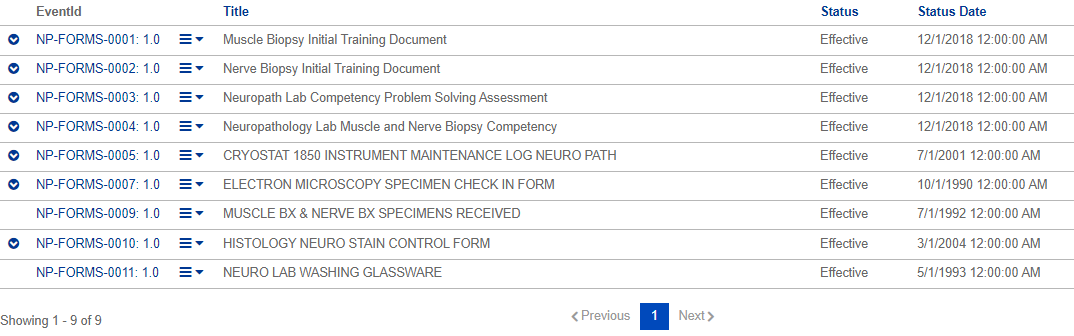 EventId Title Status Status Date
NP-FORMS-0001: 1.0 Muscle Biopsy Initial Training Document Effective 12/1/2018 12:00:00 AM
NP-FORMS-0002: 1.0 Nerve Biopsy Initial Training Document Effective 12/1/2018 12:00:00 AM
NP-FORMS-0003: 1.0 Neuropath Lab Competency Problem Solving Assessment Effective 12/1/2018 12:00:00 AM
NP-FORMS-0004: 1.0 Neuropathology Lab Muscle and Nerve Biopsy Competency Effective 12/1/2018 12:00:00 AM
NP-FORMS-0005: 1.0 CRYOSTAT 1850 INSTRUMENT MAINTENANCE LOG NEURO PATH Effective 7/1/2001 12:00:00 AM
NP-FORMS-0007: 1.0 ELECTRON MICROSCOPY SPECIMEN CHECK IN FORM Effective 10/1/1990 12:00:00 AM
NP-FORMS-0009: 1.0 MUSCLE BX & NERVE BX SPECIMENS RECEIVED Effective 7/1/1992 12:00:00 AM
NP-FORMS-0010: 1.0 HISTOLOGY NEURO STAIN CONTROL FORM Effective 3/1/2004 12:00:00 AM
NP-FORMS-0011: 1.0 NEURO LAB WASHING GLASSWARE Effective 5/1/1993 12:00:00 AM
Showing 1 - 9 of 9 Previous 1 Next